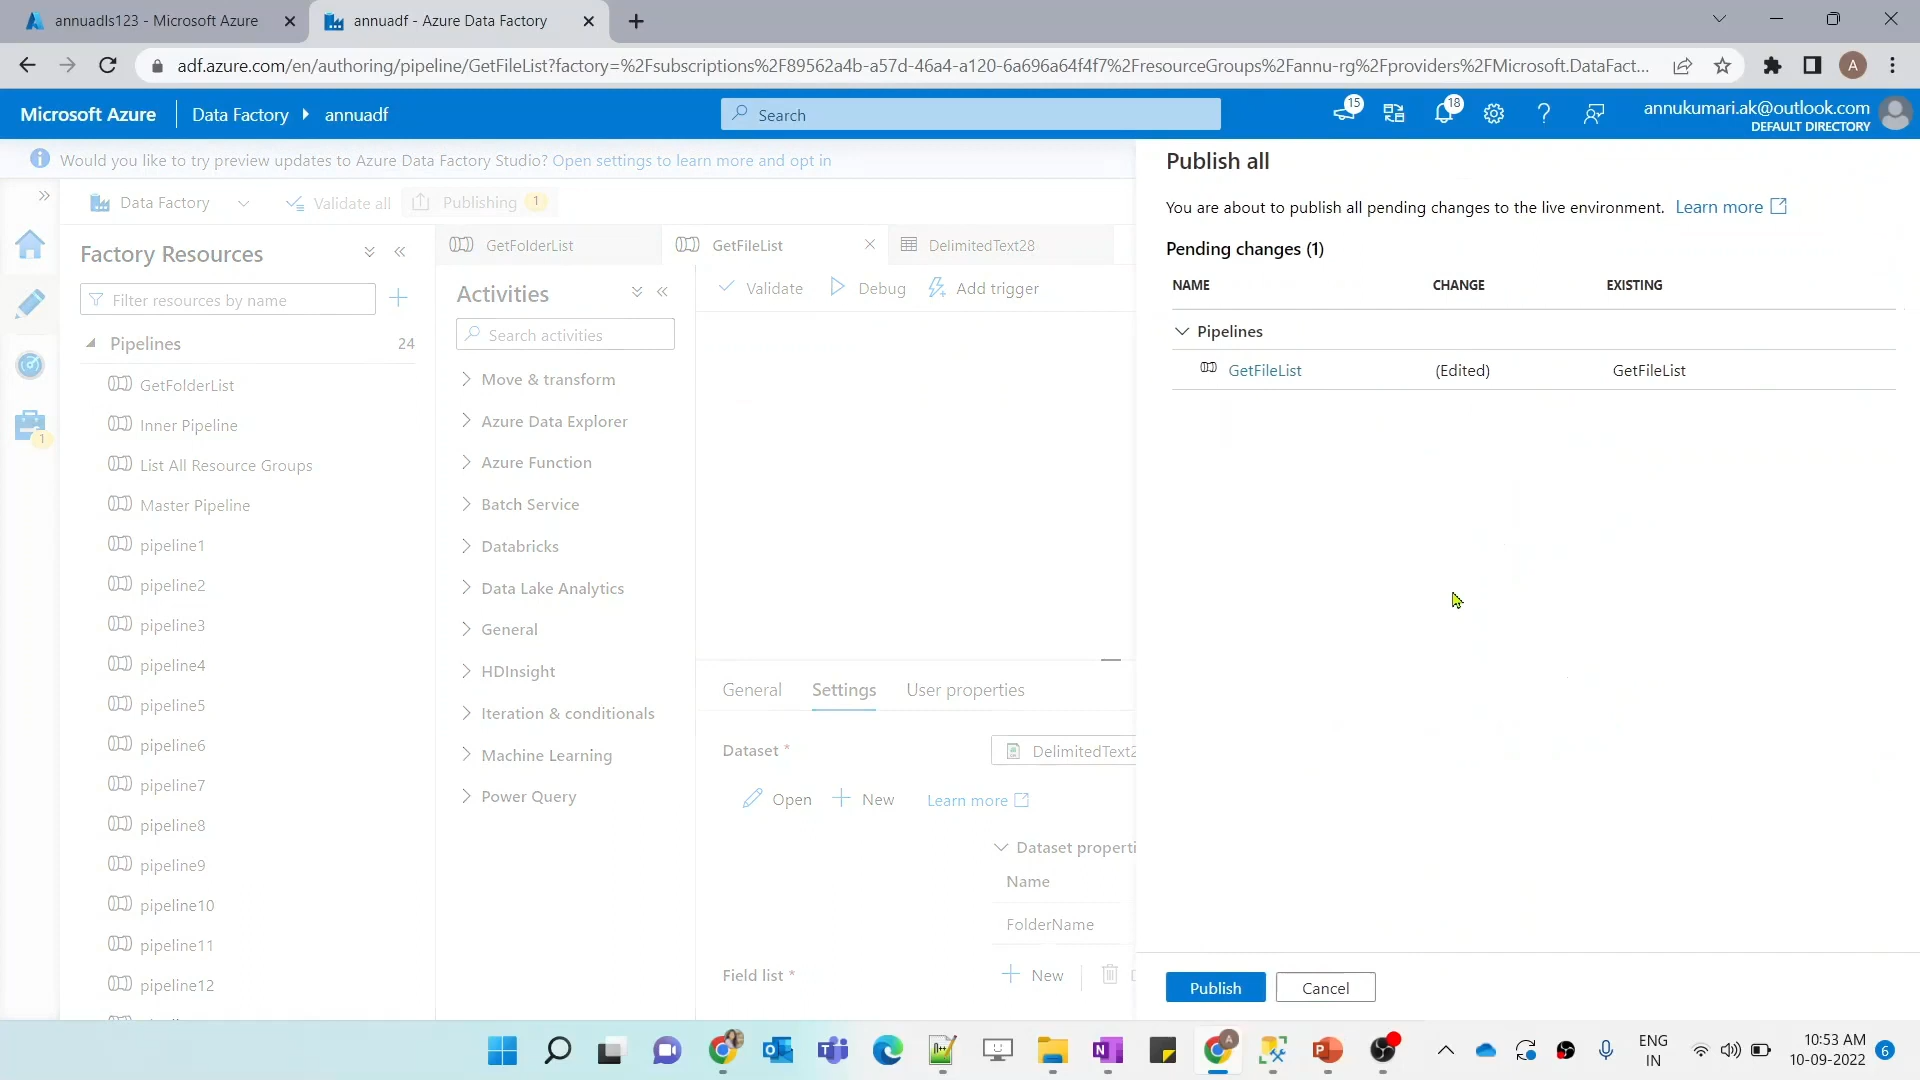 annuadls123 - Microsoft Azure
annuadf - Azure Data Factory
adf.azure.com/en/authoring/pipeline/GetFileList?factory=%2Fsubscriptions%2F89562a4b-a57d-46a4-a120-6a696a64f4f7%2FresourceGroups%2Fannu-rg%2Fproviders%2FMicrosoft.DataFact...
A
Microsoft Azure
Data Factory
annuadf
Search
15
18
annukumari.ak@outlook.com
DEFAULT DIRECTORY
Would you like to try preview updates to Azure Data Factory Studio? Open settings to learn more and opt in
Data Factory
Validate all
Publishing 1
Factory Resources
Filter resources by name
Pipelines 24
GetFolderList
Inner Pipeline
List All Resource Groups
Master Pipeline
pipeline1
pipeline2
pipeline3
pipeline4
pipeline5
pipeline6
pipeline7
pipeline8
pipeline9
pipeline10
pipeline11
pipeline12
1
GetFolderList
GetFileList
DelimitedText28
Activities
Search activities
Move & transform
Azure Data Explorer
Azure Function
Batch Service
Databricks
Data Lake Analytics
General
HDInsight
Iteration & conditionals
Machine Learning
Power Query
Validate
Debug
Add trigger
General
Settings
User properties
Dataset *
DelimitedText2
Open
New
Learn more
Dataset properti
Name
FolderName
Field list *
New
Publish all
You are about to publish all pending changes to the live environment. Learn more
Pending changes (1)
NAME CHANGE EXISTING
Pipelines
GetFileList (Edited) GetFileList
Publish
Cancel
ENG
IN
10:53 AM
10-09-2022
6